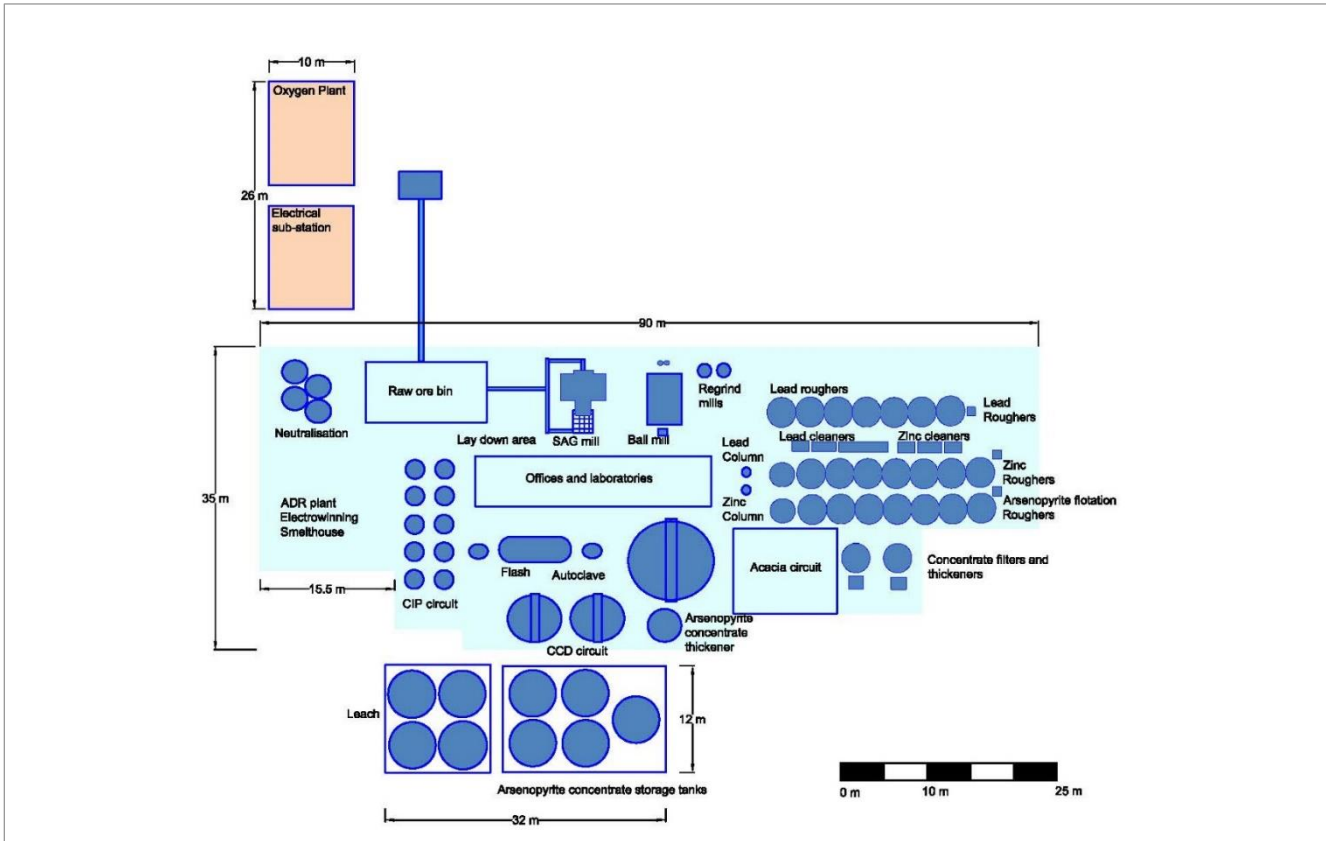 10 m
Oxygen Plant
26 m
Electrical
sub-station
90 m
Raw ore bin
Neutralisation
Lay down area
SAG mill
Ball mill
Regrind
mills
Lead roughers
Lead
Roughers
Lead cleaners
Zinc cleaners
Lead
Column
Zinc
Roughers
Zinc
Column
Arsenopyrite flotation
Roughers
Offices and laboratories
35 m
ADR plant
Electrowinning
Smelthouse
15.5 m
CIP circuit
Flash
Autoclave
Acacia circuit
Concentrate filters and
thickeners
CCD circuit
Arsenopyrite
concentrate
thickener
Leach
12 m
Arsenopyrite concentrate storage tanks
32 m
0 m
10 m
25 m